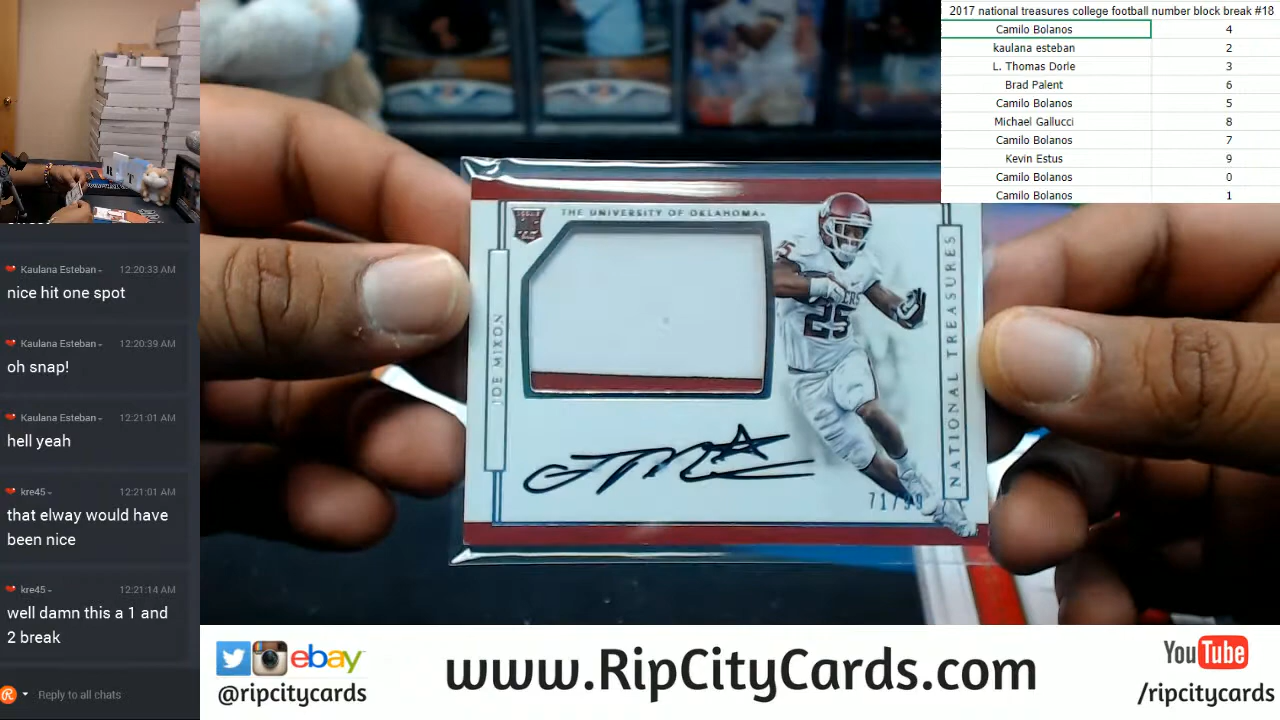 2017 national treasures college football number block break #18
Camilo Bolanos 4
kaulana esteban 2
L. Thomas Dorle 3
Brad Palent 6
Camilo Bolanos 5
Michael Gallucci 8
Camilo Bolanos 7
Kevin Estus 9
Camilo Bolanos 0
Camilo Bolanos 1
Kaulana Esteban 12:20:33 AM
nice hit one spot
Kaulana Esteban 12:20:39 AM
oh snap!
Kaulana Esteban 12:21:01 AM
hell yeah
kre45 12:21:01 AM
that elway would have
been nice
kre45 12:21:14 AM
well damn this a 1 and
2 break
Reply to all chats
THE UNIVERSITY OF OKLAHOMA
JOE MIXON
25
NATIONAL TREASURES
71/99
ebay
@ripcitycards
www.RipCityCards.com
YouTube
/ripcitycards